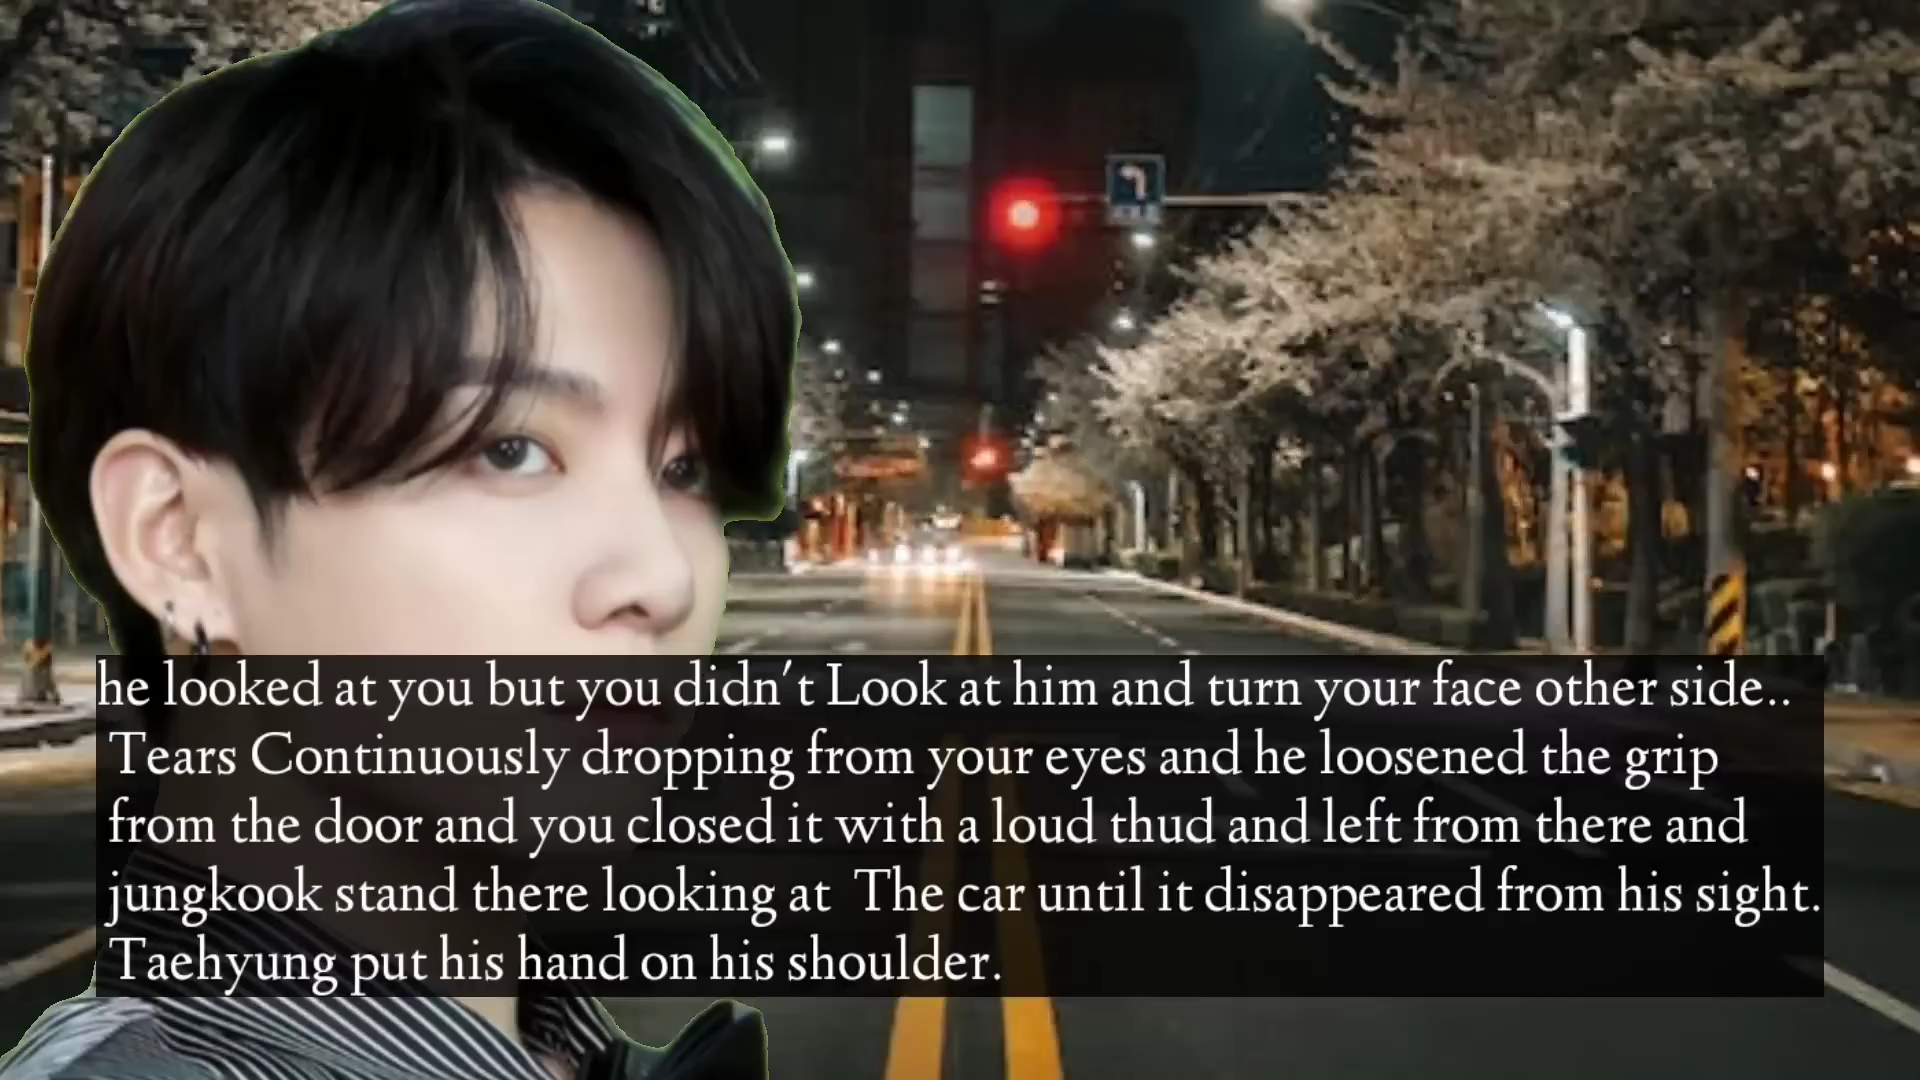 he looked at you but you didn't Look at him and turn your face other side..
Tears Continuously dropping from your eyes and he loosened the grip
from the door and you closed it with a loud thud and left from there and
jungkook stand there looking at  The car until it disappeared from his sight.
Taehyung put his hand on his shoulder.